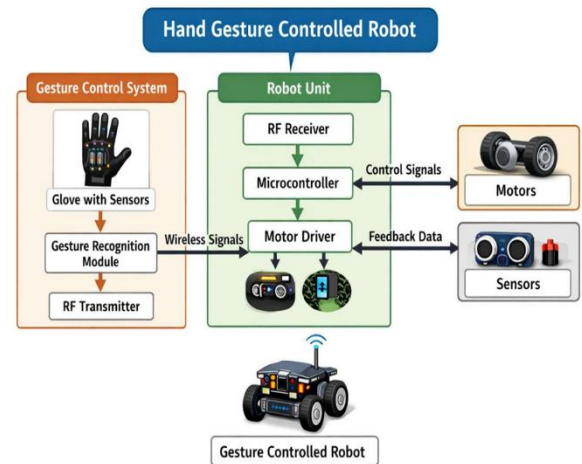 Hand Gesture Controlled Robot
Gesture Control System
Glove with Sensors
Gesture Recognition
Module
RF Transmitter
Wireless Signals
Robot Unit
RF Receiver
Microcontroller
Motor Driver
Control Signals
Motors
Feedback Data
Sensors
Gesture Controlled Robot